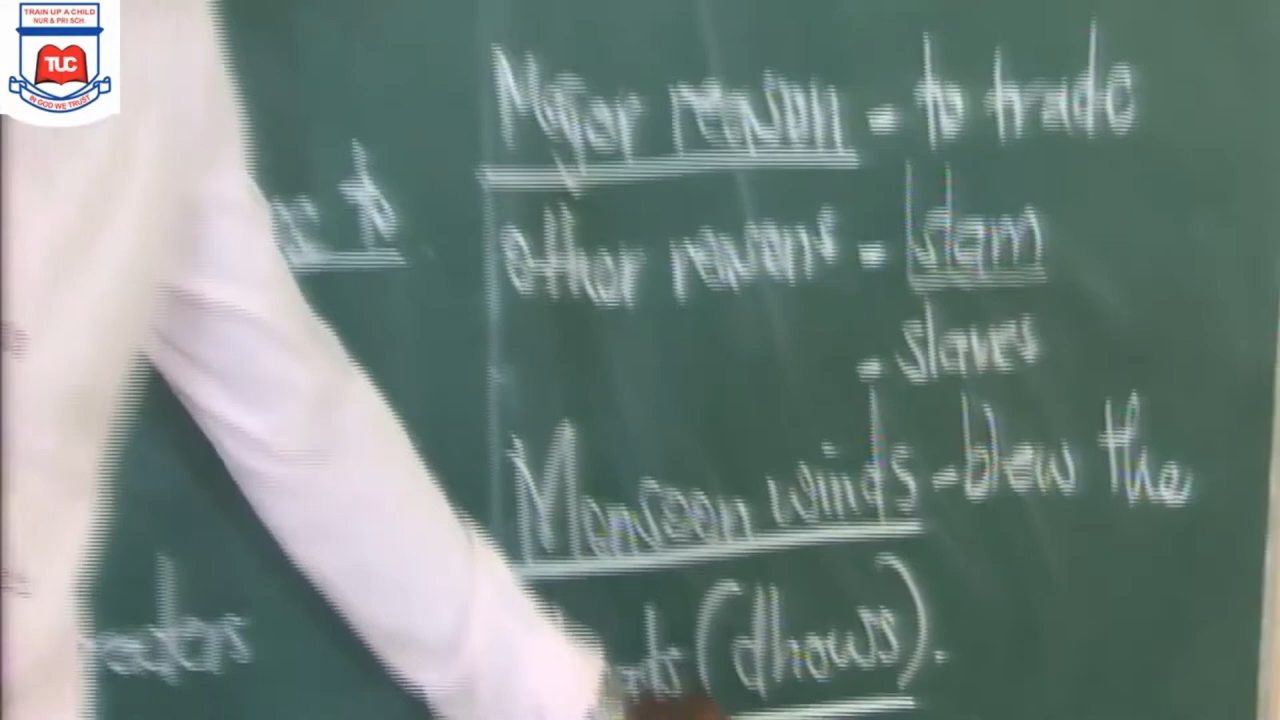 TRAIN UP A CHILD
NUR & PRI SCH.
TUC
IN GOD WE TRUST
Major reason - to trade
other reasons - Islam
- slaves
Monsoon winds - blew the
(dhows).
to